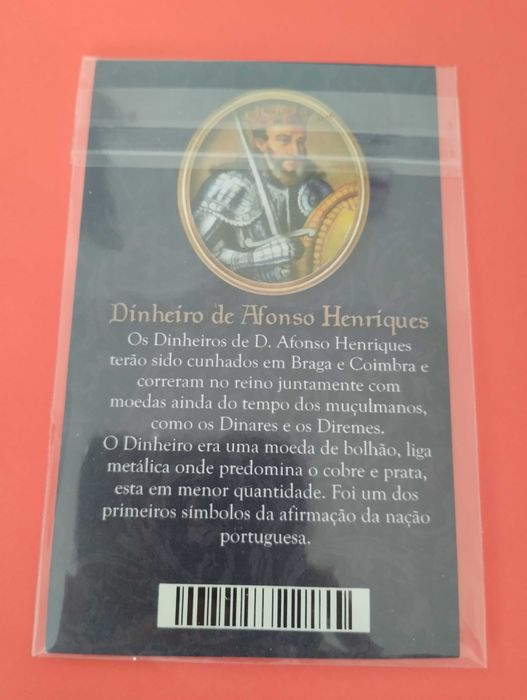 Dinheiro de Afonso Henriques
Os Dinheiros de D. Afonso Henriques
terão sido cunhados em Braga e Coimbra e
correram no reino juntamente com
moedas ainda do tempo dos muçulmanos,
como os Dinares e os Diremes.
O Dinheiro era uma moeda de bolhão, liga
metálica onde predomina o cobre e prata,
esta em menor quantidade. Foi um dos
primeiros símbolos da afirmação da nação
portuguesa.